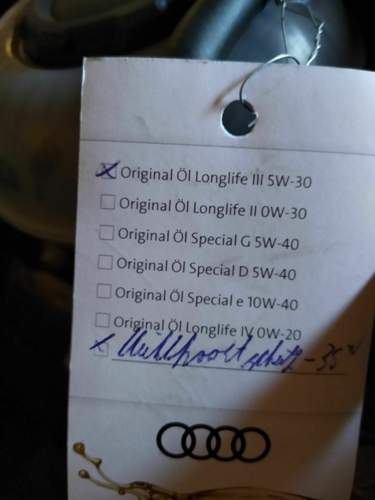 Original Öl Longlife III 5W-30
Original Öl Longlife II 0W-30
Original Öl Special G 5W-40
Original Öl Special D 5W-40
Original Öl Special e 10W-40
Original Öl Longlife IV 0W-20
-35